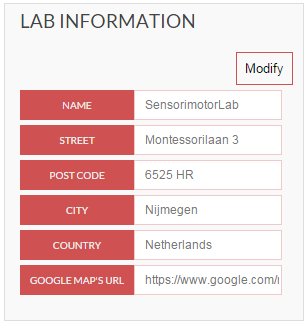 LAB INFORMATION
Modify
NAME SensorimotorLab
STREET Montessorilaan 3
POST CODE 6525 HR
CITY Nijmegen
COUNTRY Netherlands
GOOGLE MAP'S URL https://www.google.com/